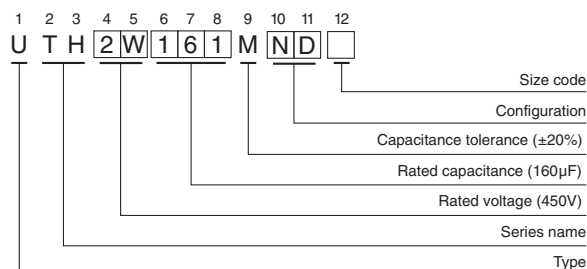 1 2 3 4 5 6 7 8 9 10 11 12
U T H 2 W 1 6 1 M N D
Size code
Configuration
Capacitance tolerance (±20%)
Rated capacitance (160µF)
Rated voltage (450V)
Series name
Type